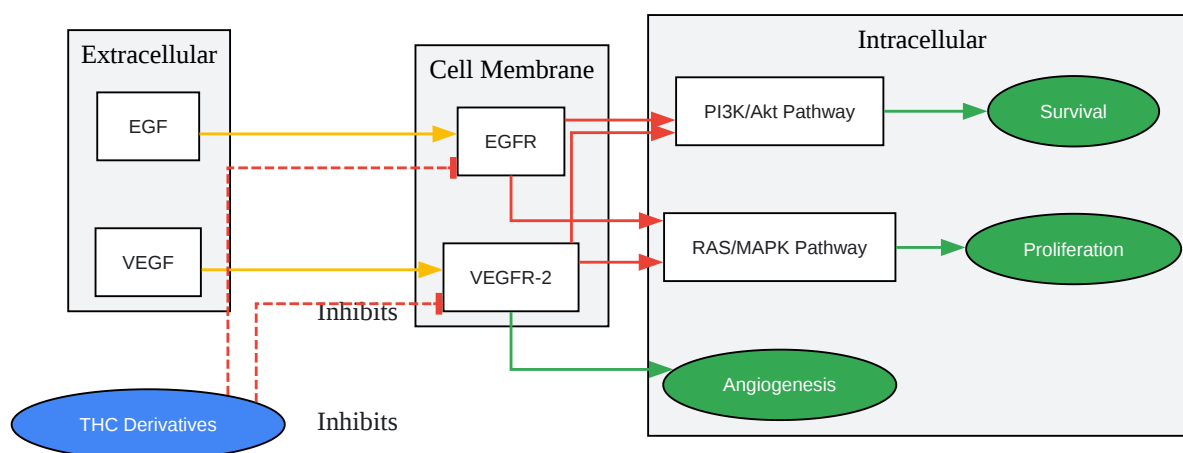 Extracellular
EGF
VEGF
Cell Membrane
EGFR
VEGFR-2
Intracellular
PI3K/Akt Pathway
Survival
RAS/MAPK Pathway
Proliferation
Angiogenesis
Inhibits
THC Derivatives
Inhibits